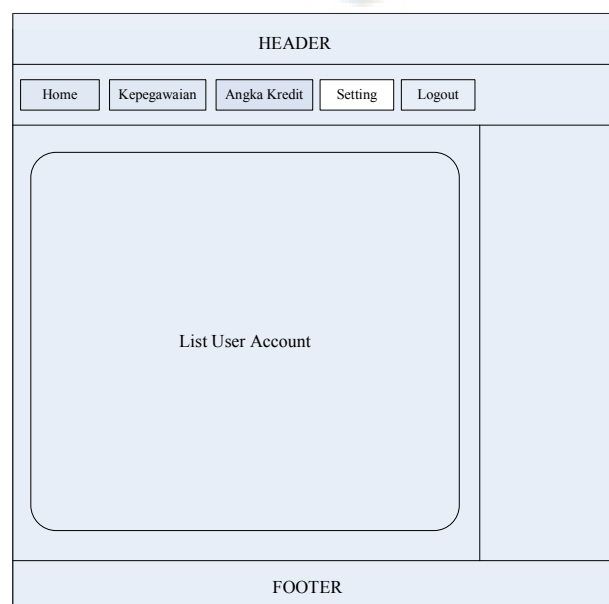 HEADER
Home Kepegawaian Angka Kredit Setting Logout
List User Account
FOOTER